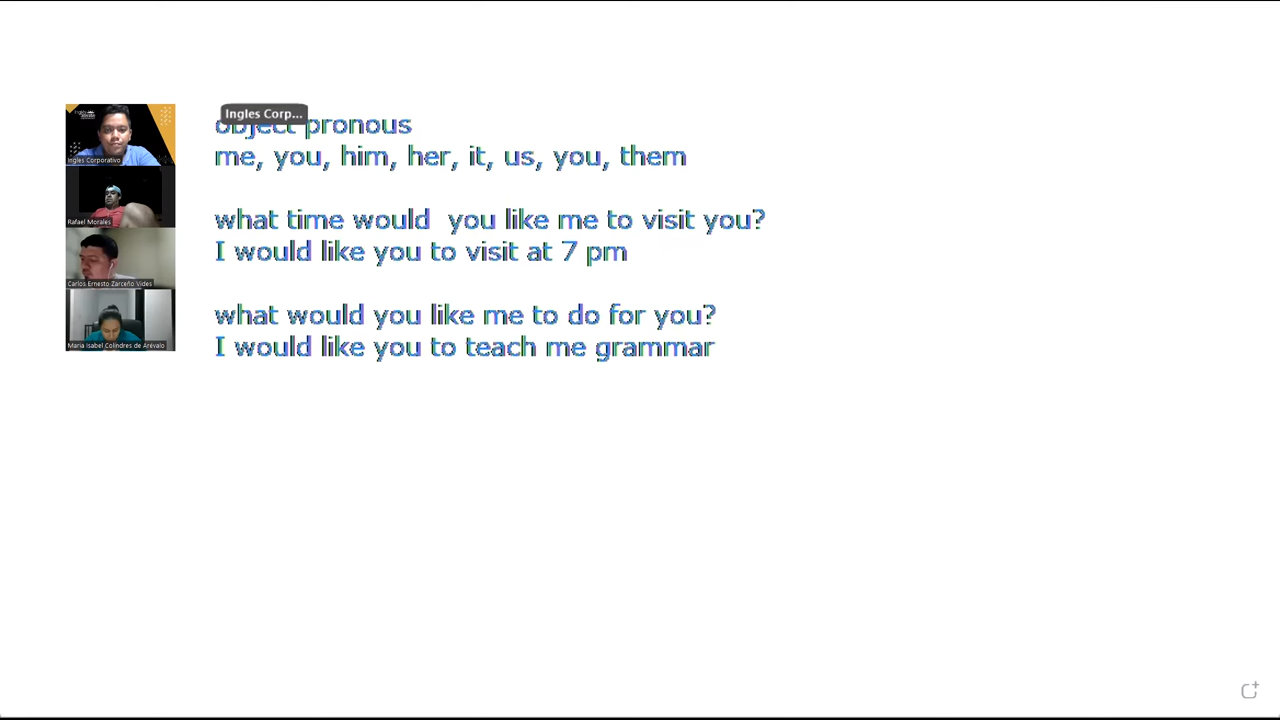 Ingles Corp...
object pronous
me, you, him, her, it, us, you, them
what time would  you like me to visit you?
I would like you to visit at 7 pm
what would you like me to do for you?
I would like you to teach me grammar
Ingles Corporativo
Rafael Morales
Carlos Ernesto Zarceño Vides
Maria Isabel Colindres de Arévalo